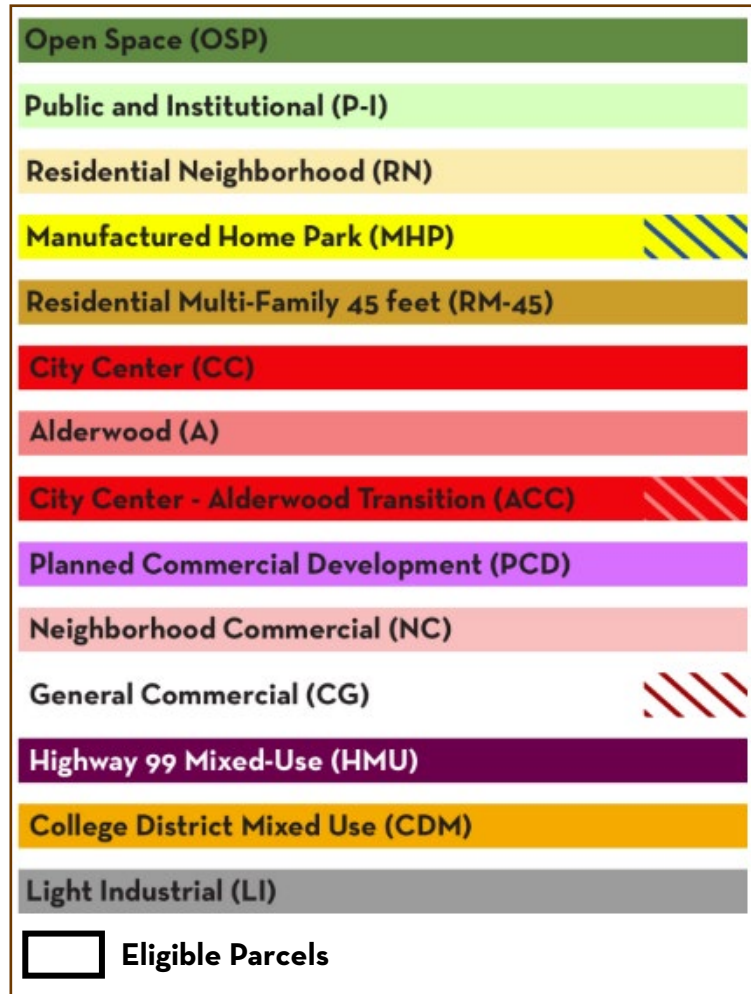 Open Space (OSP)
Public and Institutional (P-I)
Residential Neighborhood (RN)
Manufactured Home Park (MHP)
Residential Multi-Family 45 feet (RM-45)
City Center (CC)
Alderwood (A)
City Center - Alderwood Transition (ACC)
Planned Commercial Development (PCD)
Neighborhood Commercial (NC)
General Commercial (CG)
Highway 99 Mixed-Use (HMU)
College District Mixed Use (CDM)
Light Industrial (LI)
Eligible Parcels